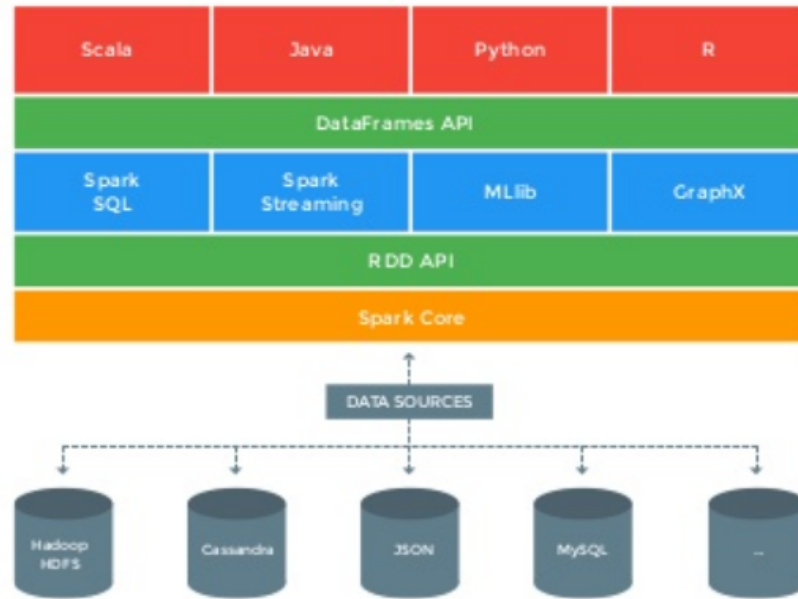 Scala
Java
Python
R
DataFrames API
Spark
SQL
Spark
Streaming
MLlib
GraphX
RDD API
Spark Core
DATA SOURCES
Hadoop
HDFS
Cassandra
JSON
MySQL
...